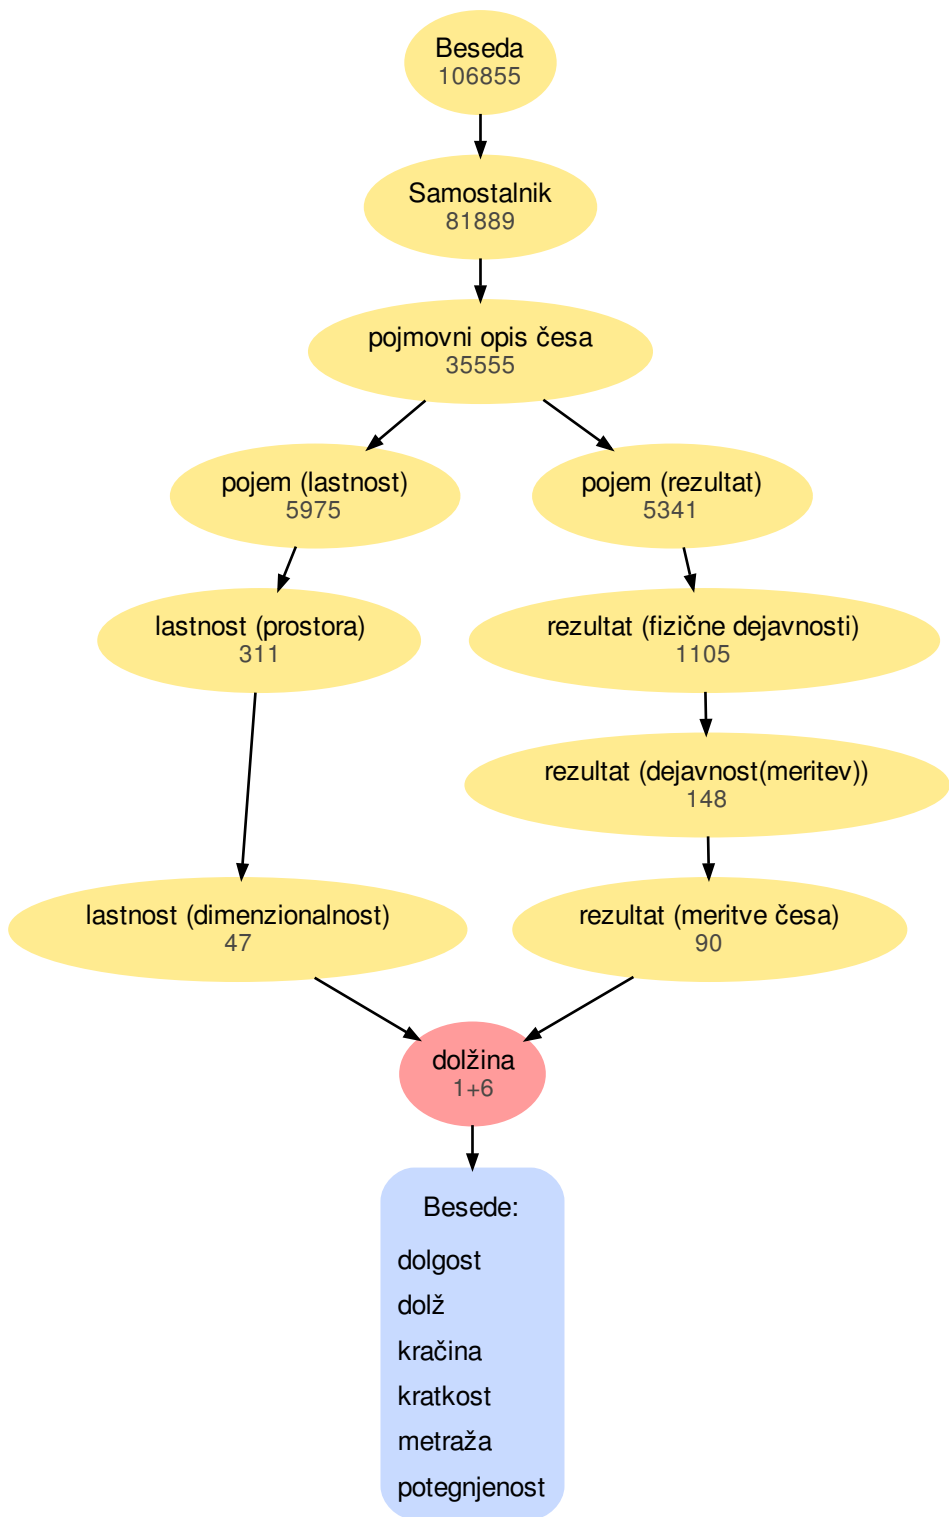 Beseda
106855
Samostalnik
81889
pojmovni opis česa
35555
pojem (lastnost)
5975
pojem (rezultat)
5341
lastnost (prostora)
311
rezultat (fizične dejavnosti)
1105
rezultat (dejavnost(meritev))
148
lastnost (dimenzionalnost)
47
rezultat (meritve česa)
90
dolžina
1+6
Besede:
dolgost
dolž
kračina
kratkost
metraža
potegnjenost